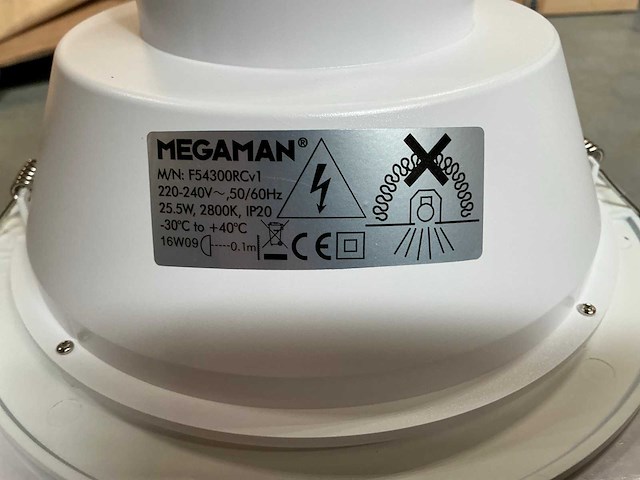 MEGAMAN®
M/N: F54300RCv1
220-240V~,50/60Hz
25.5W, 2800K, IP20
-30°C to +40°C
16W09 0.1m CE